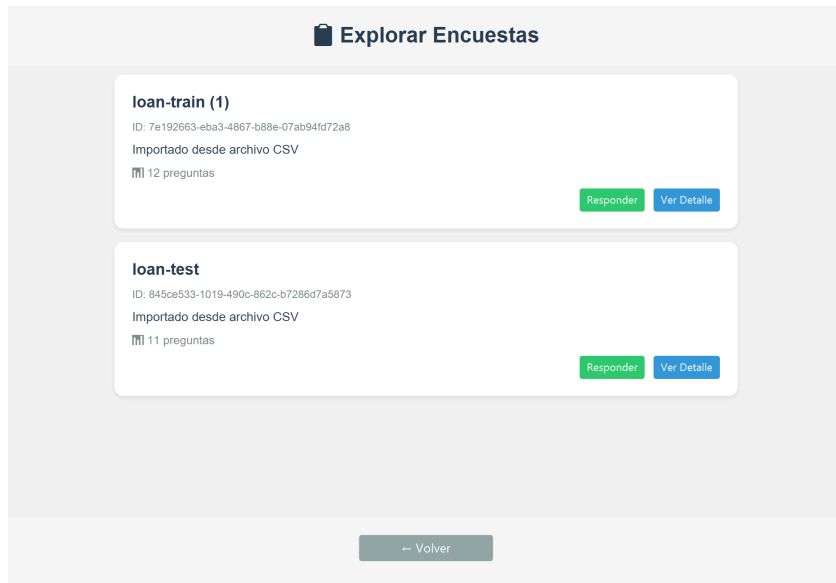 Explorar Encuestas
loan-train (1)
ID: 7e192663-eba3-4867-b88e-07ab94fd72a8
Importado desde archivo CSV
12 preguntas
Responder
Ver Detalle
loan-test
ID: 845ce533-1019-490c-862c-b7286d7a5873
Importado desde archivo CSV
11 preguntas
Responder
Ver Detalle
← Volver